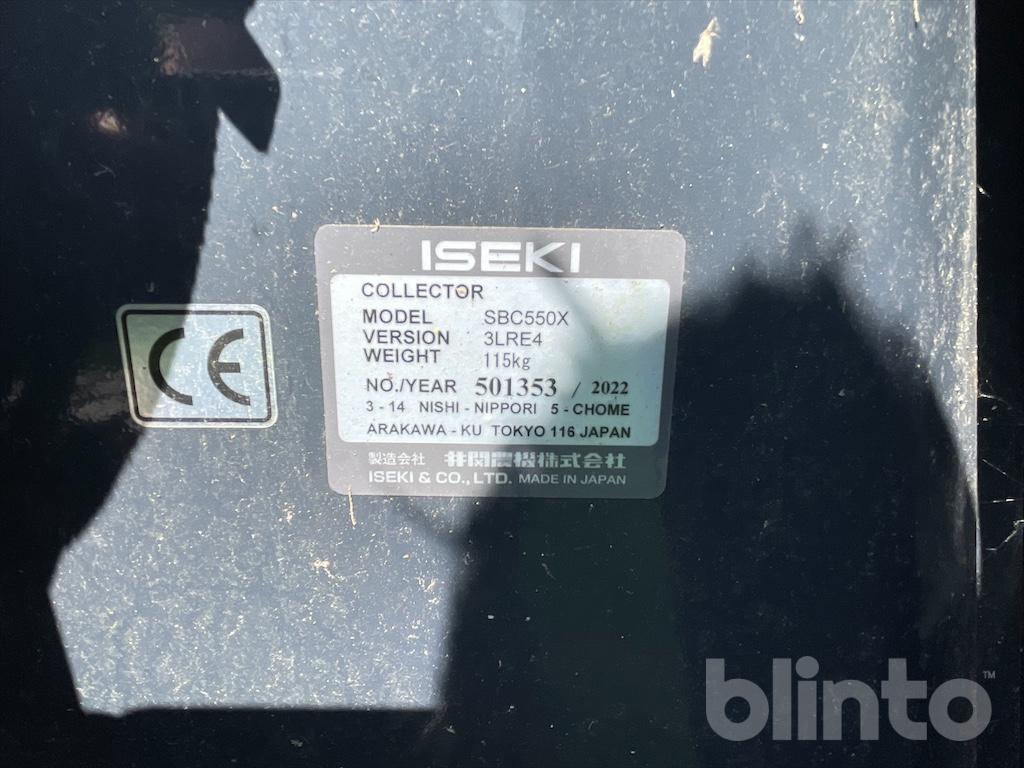 ISEKI
COLLECTOR
MODEL SBC550X
VERSION 3LRE4
WEIGHT 115kg
NO./YEAR 501353 / 2022
3 - 14 NISHI - NIPPORI 5 - CHOME
ARAKAWA - KU TOKYO 116 JAPAN
製造会社 井関農機株式会社
ISEKI & CO., LTD. MADE IN JAPAN
CE
blinto™